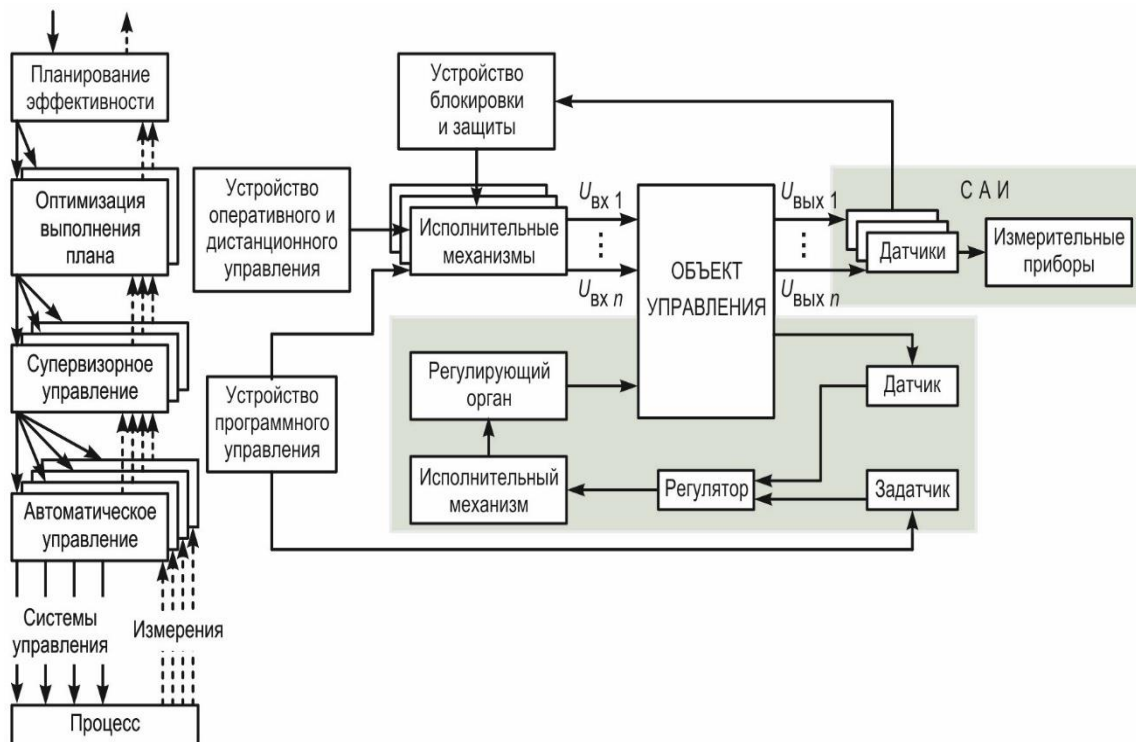 Планирование
эффективности
Оптимизация
выполнения
плана
Супервизорное
управление
Автоматическое
управление
Системы
управления
Измерения
Процесс
Устройство
оперативного и
дистанционного
управления
Устройство
программного
управления
Устройство
блокировки
и защиты
Исполнительные
механизмы
Uвх 1
Uвх n
ОБЪЕКТ
УПРАВЛЕНИЯ
Uвых 1
Uвых n
С А И
Датчики
Измерительные
приборы
Регулирующий
орган
Исполнительный
механизм
Регулятор
Датчик
Задатчик